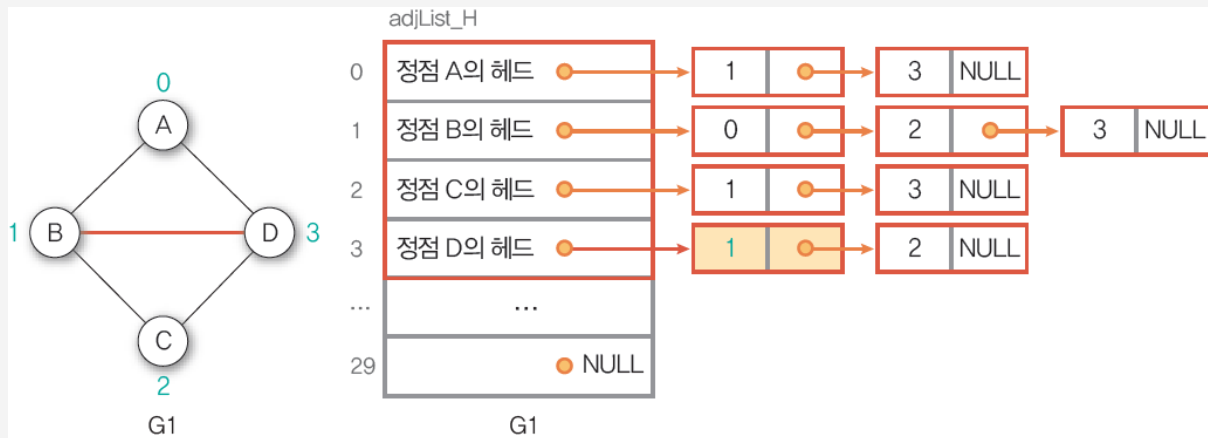 adjList_H
0
A
1
B
D
3
C
2
G1
0 정점 A의 헤드 1 3 NULL
1 정점 B의 헤드 0 2 3 NULL
2 정점 C의 헤드 1 3 NULL
3 정점 D의 헤드 1 2 NULL
... ...
29 NULL
G1